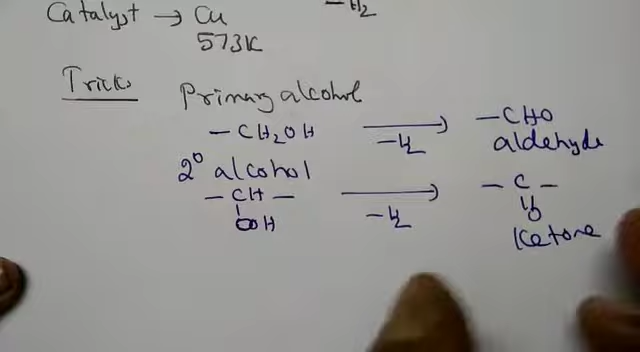 Catalyst → Cu
573K
-H2
Trick
Primary alcohol
-CH2OH → -CHO
-H2
aldehyde
2° alcohol
-CH- → -C-
OH -H2 O
Ketone